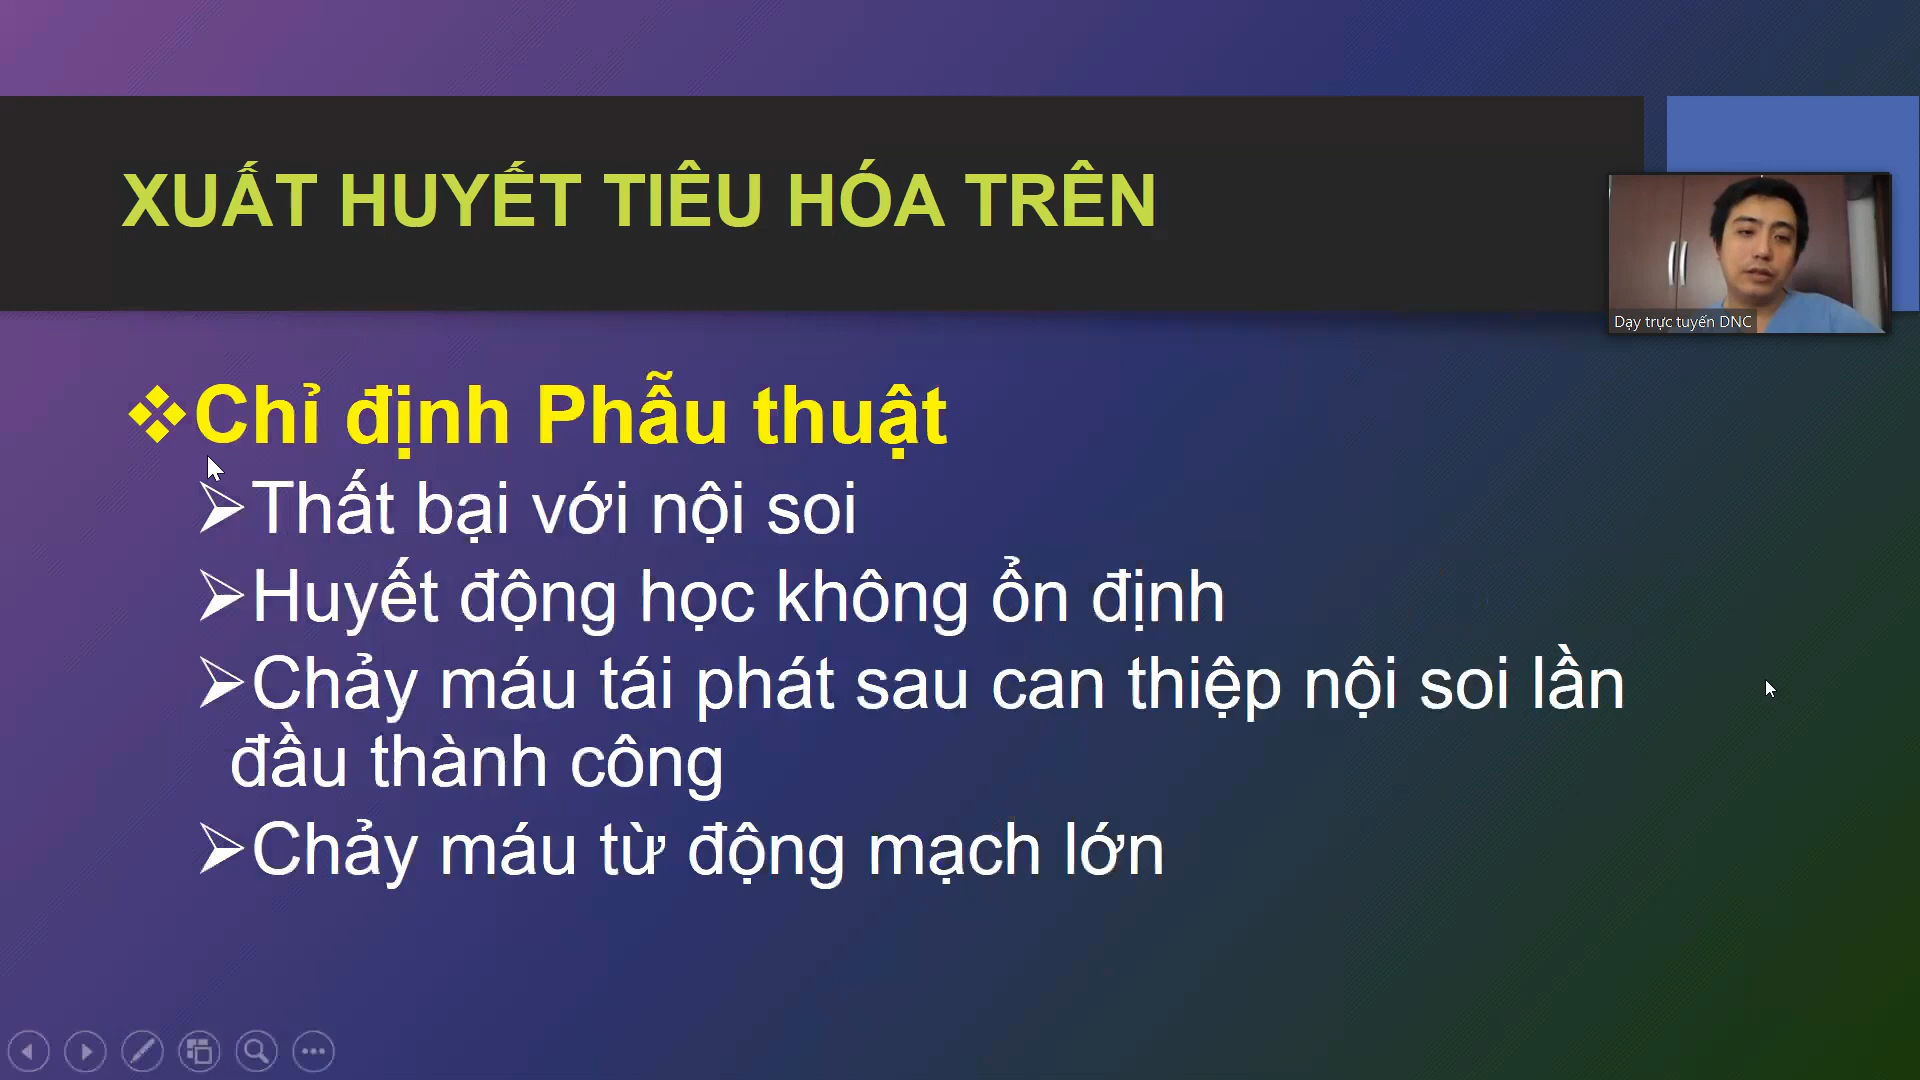 XUẤT HUYẾT TIÊU HÓA TRÊN
Dạy trực tuyến DNC
❖Chỉ định Phẫu thuật
➢Thất bại với nội soi
➢Huyết động học không ổn định
➢Chảy máu tái phát sau can thiệp nội soi lần
đầu thành công
➢Chảy máu từ động mạch lớn